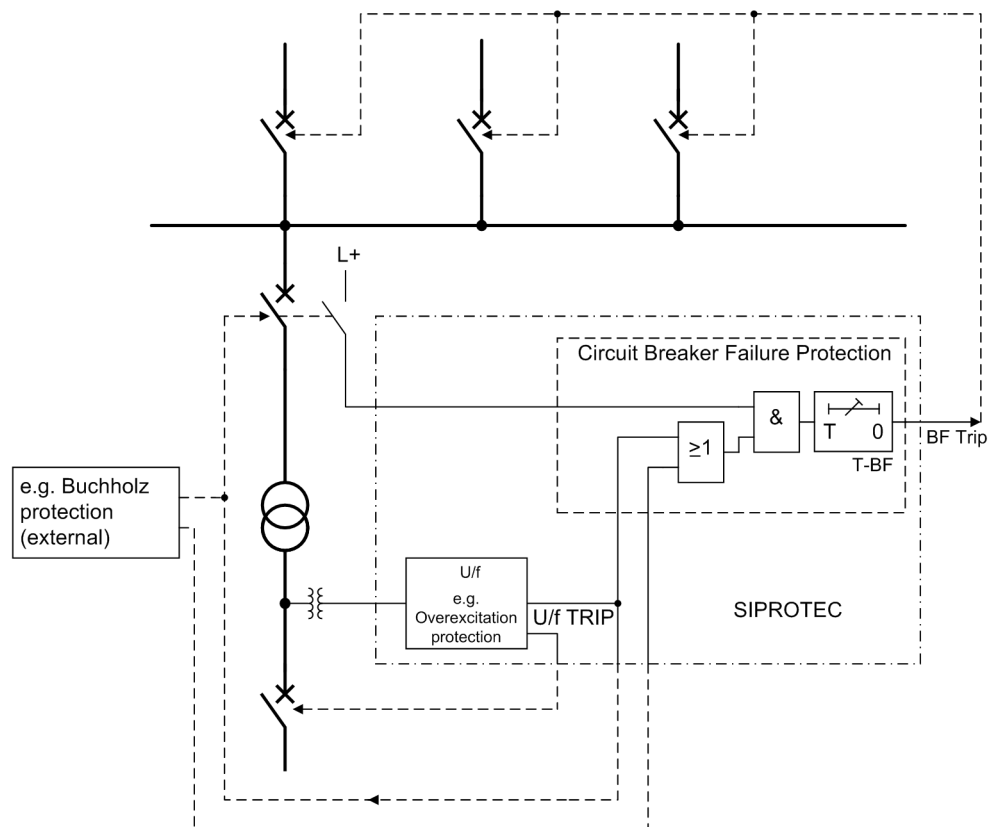 L+
Circuit Breaker Failure Protection
&
≥1
T 0
T-BF
BF Trip
e.g. Buchholz
protection
(external)
U/f
e.g.
Overexcitation
protection
U/f TRIP
SIPROTEC